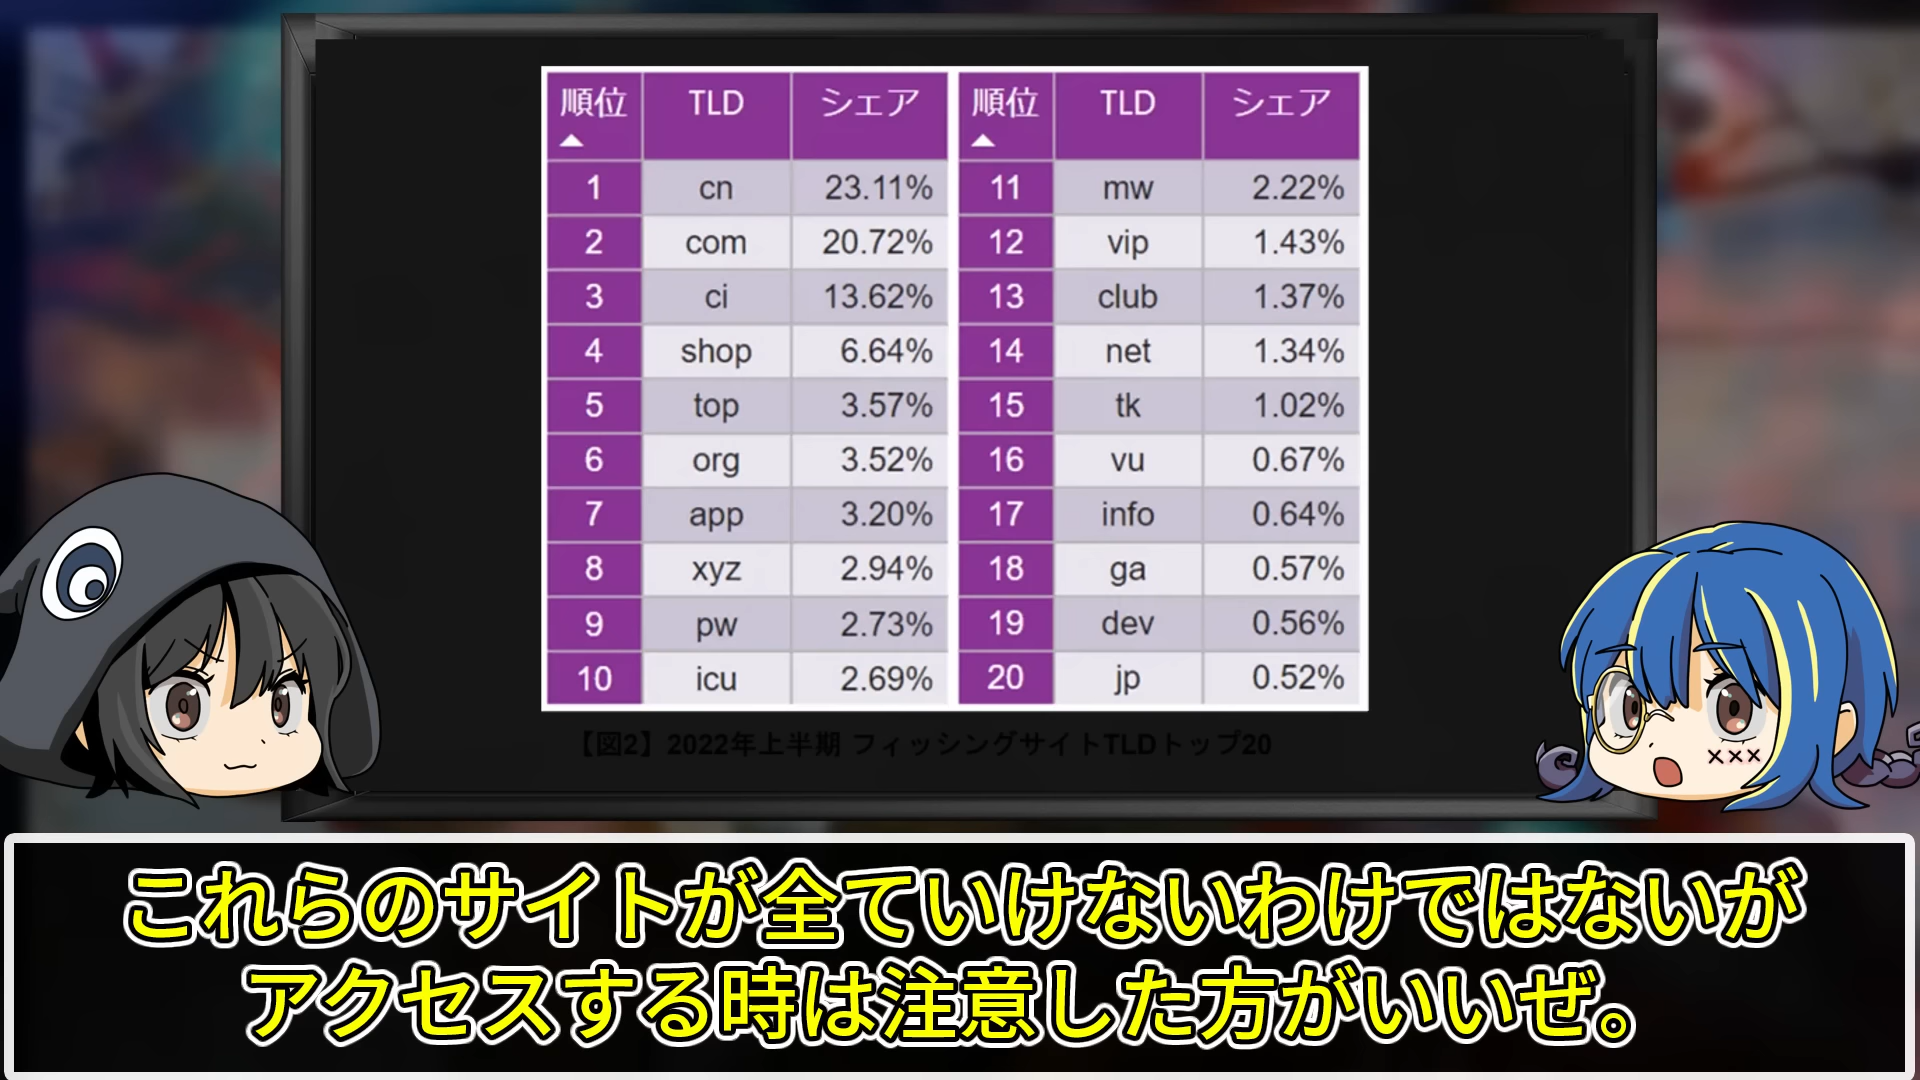 順位 TLD シェア 順位 TLD シェア
1 cn 23.11% 11 mw 2.22%
2 com 20.72% 12 vip 1.43%
3 ci 13.62% 13 club 1.37%
4 shop 6.64% 14 net 1.34%
5 top 3.57% 15 tk 1.02%
6 org 3.52% 16 vu 0.67%
7 app 3.20% 17 info 0.64%
8 xyz 2.94% 18 ga 0.57%
9 pw 2.73% 19 dev 0.56%
10 icu 2.69% 20 jp 0.52%
【図2】2022年上半期 フィッシングサイトTLDトップ20
これらのサイトが全ていけないわけではないが
アクセスする時は注意した方がいいぜ。